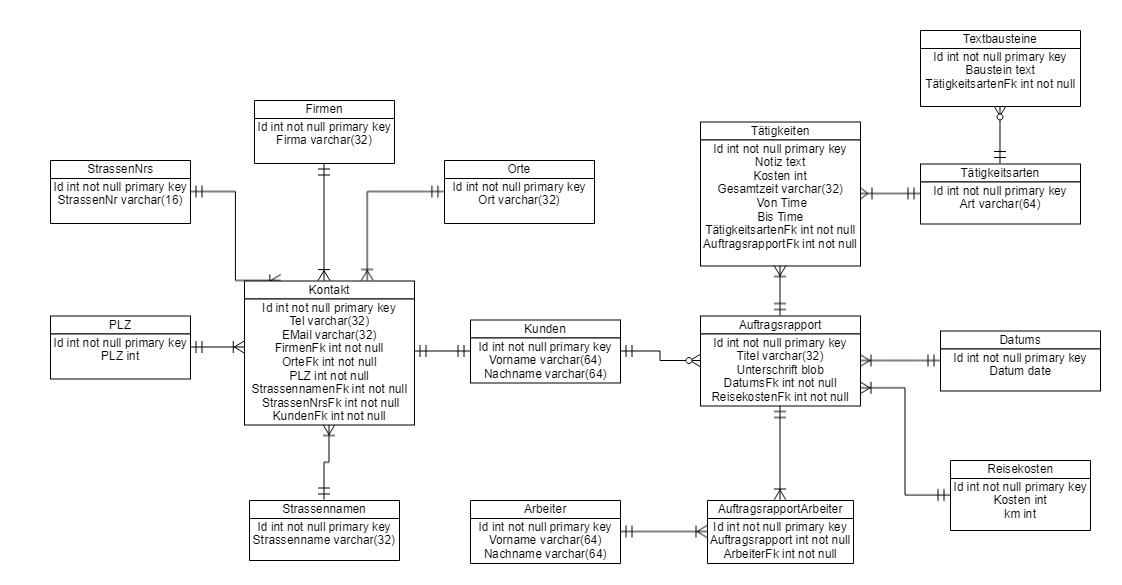 Textbausteine
Id int not null primary key
Baustein text
TätigkeitsartenFk int not null
Firmen
Id int not null primary key
Firma varchar(32)
Tätigkeiten
Id int not null primary key
Notiz text
Kosten int
Gesamtzeit varchar(32)
Von Time
Bis Time
TätigkeitsartenFk int not null
AuftragsrapportFk int not null
StrassenNrs
Id int not null primary key
StrassenNr varchar(16)
Orte
Id int not null primary key
Ort varchar(32)
Tätigkeitsarten
Id int not null primary key
Art varchar(64)
Kontakt
Id int not null primary key
Tel varchar(32)
EMail varchar(32)
FirmenFk int not null
OrteFk int not null
PLZ int not null
StrassennamenFk int not null
StrassenNrsFk int not null
KundenFk int not null
PLZ
Id int not null primary key
PLZ int
Kunden
Id int not null primary key
Vorname varchar(64)
Nachname varchar(64)
Auftragsrapport
Id int not null primary key
Titel varchar(32)
Unterschrift blob
DatumsFk int not null
ReisekostenFk int not null
Datums
Id int not null primary key
Datum date
Reisekosten
Id int not null primary key
Kosten int
km int
Strassennamen
Id int not null primary key
Strassenname varchar(32)
Arbeiter
Id int not null primary key
Vorname varchar(64)
Nachname varchar(64)
AuftragsrapportArbeiter
Id int not null primary key
Auftragsrapport int not null
ArbeiterFk int not null